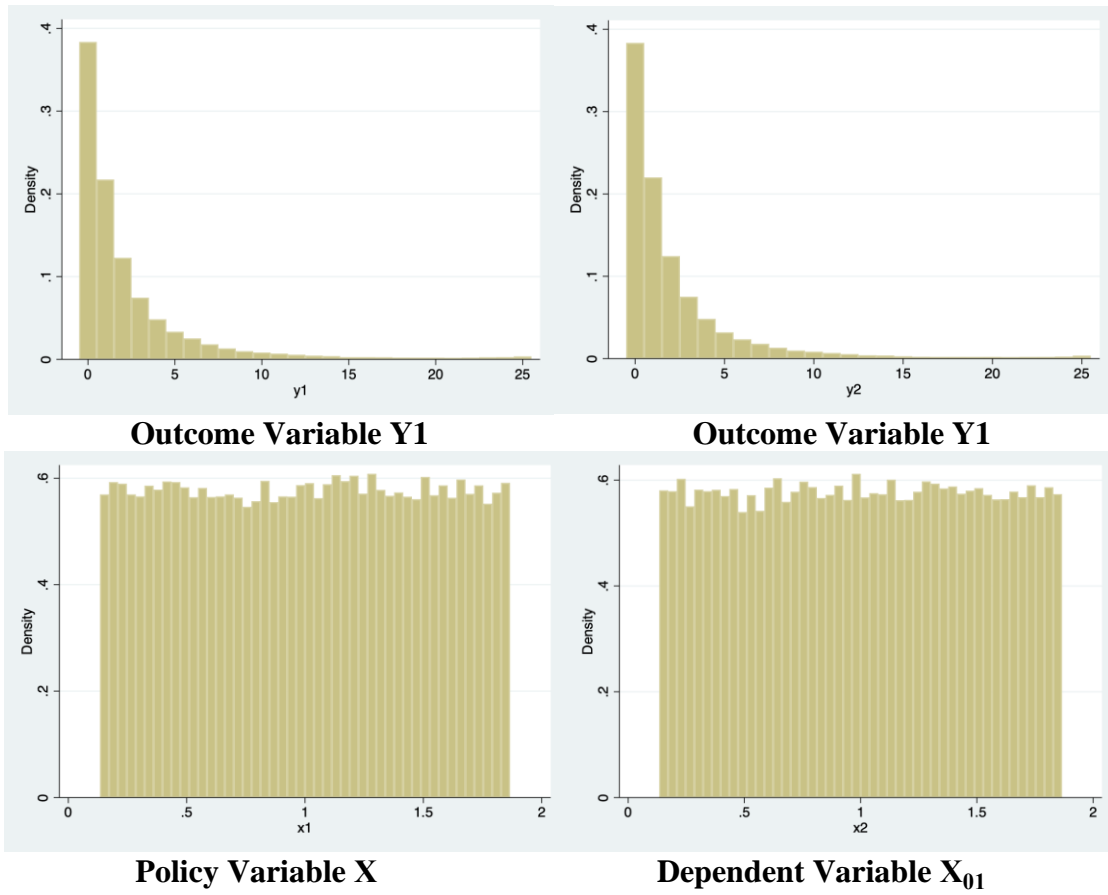 .4
.3
.2
.1
0
Density
0 5 10 15 20 25
y1
.4
.3
.2
.1
0
Density
0 5 10 15 20 25
y2
Outcome Variable Y1 Outcome Variable Y1
.6
.4
.2
0
Density
0 .5 1 1.5 2
x1
.6
.4
.2
0
Density
0 .5 1 1.5 2
x2
Policy Variable X Dependent Variable X01